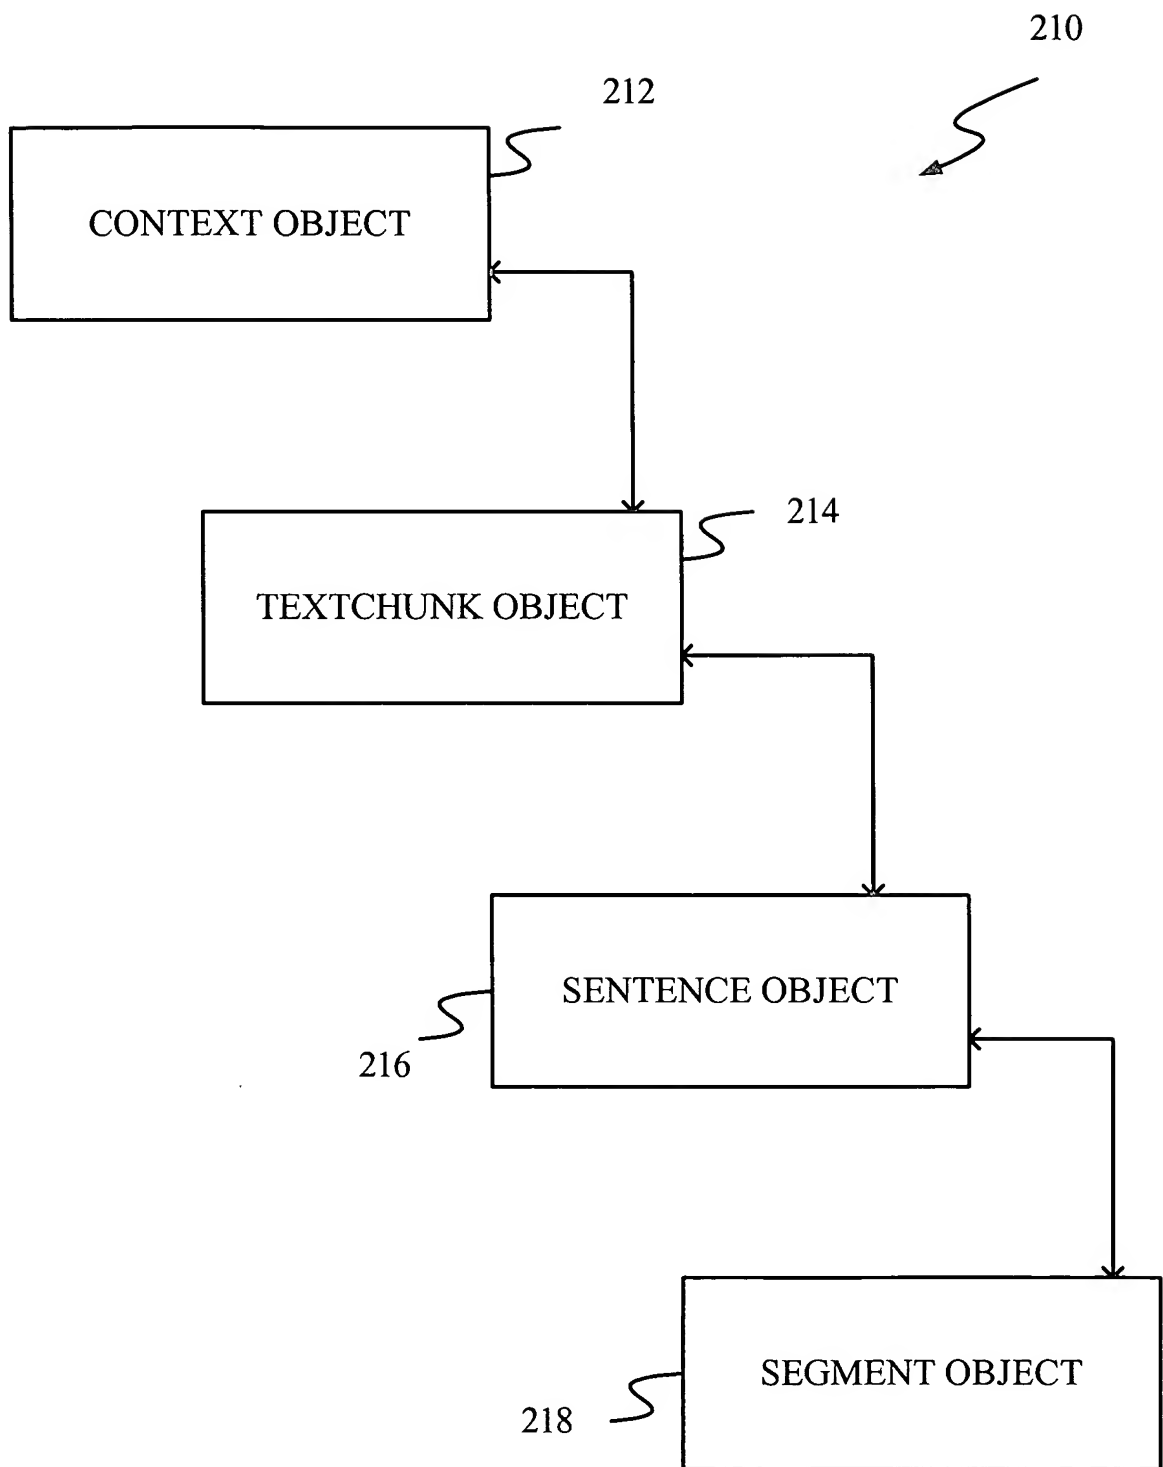 210
212
CONTEXT OBJECT
214
TEXTCHUNK OBJECT
SENTENCE OBJECT
216
SEGMENT OBJECT
218